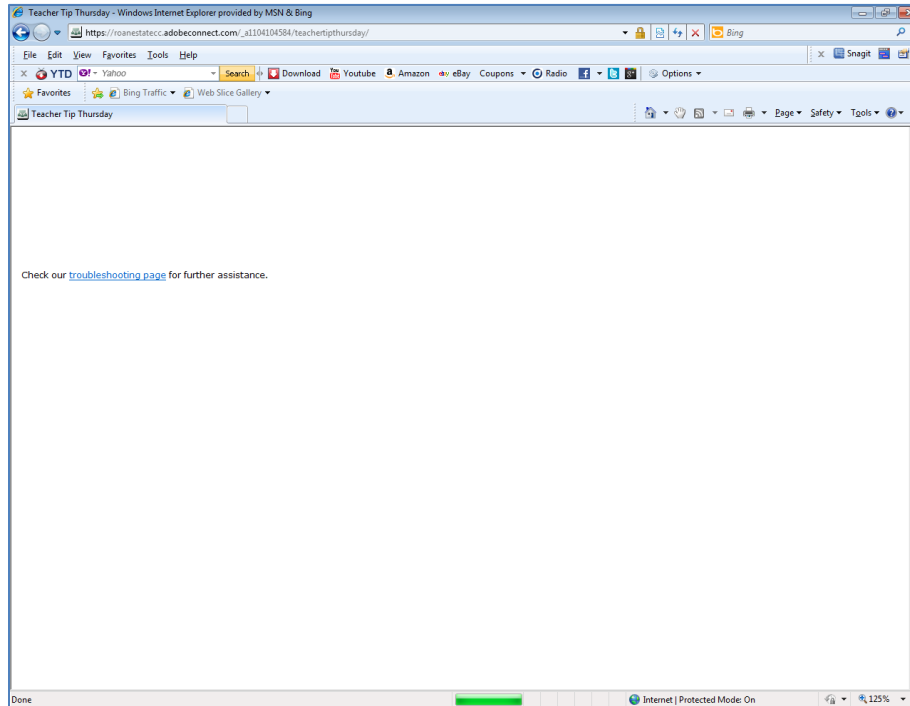 Teacher Tip Thursday - Windows Internet Explorer provided by MSN & Bing
https://roanestatecc.adobeconnect.com/_a1104104584/teachertipthursday/ Bing
File Edit View Favorites Tools Help x Snagit
x YTD Y! - Yahoo Search Download Youtube a Amazon ebY eBay Coupons Radio f g+ Options
Favorites Bing Traffic Web Slice Gallery
Teacher Tip Thursday Page Safety Tools
Check our troubleshooting page for further assistance.
Done Internet | Protected Mode: On 125%